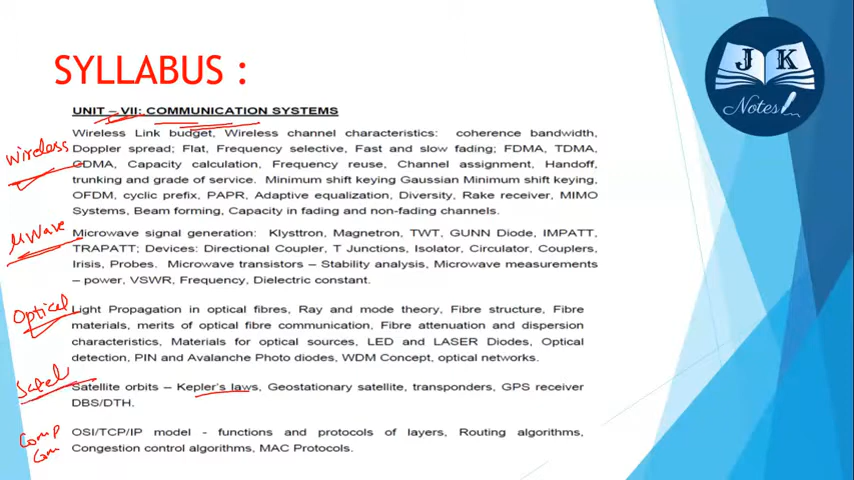 SYLLABUS :
J K
Notes
UNIT – VII: COMMUNICATION SYSTEMS
Wireless
Wireless Link budget, Wireless channel characteristics: coherence bandwidth,
Doppler spread; Flat, Frequency selective, Fast and slow fading; FDMA, TDMA,
CDMA, Capacity calculation, Frequency reuse, Channel assignment, Handoff,
trunking and grade of service. Minimum shift keying Gaussian Minimum shift keying,
OFDM, cyclic prefix, PAPR, Adaptive equalization, Diversity, Rake receiver, MIMO
Systems, Beam forming, Capacity in fading and non-fading channels.
μWave
Microwave signal generation: Klysttron, Magnetron, TWT, GUNN Diode, IMPATT,
TRAPATT; Devices: Directional Coupler, T Junctions, Isolator, Circulator, Couplers,
Irisis, Probes. Microwave transistors – Stability analysis, Microwave measurements
– power, VSWR, Frequency, Dielectric constant.
Optical
Light Propagation in optical fibres, Ray and mode theory, Fibre structure, Fibre
materials, merits of optical fibre communication, Fibre attenuation and dispersion
characteristics, Materials for optical sources, LED and LASER Diodes, Optical
detection, PIN and Avalanche Photo diodes, WDM Concept, optical networks.
Satel
Satellite orbits – Kepler's laws, Geostationary satellite, transponders, GPS receiver
DBS/DTH.
Comp
OSI/TCP/IP model - functions and protocols of layers, Routing algorithms,
Congestion control algorithms, MAC Protocols.